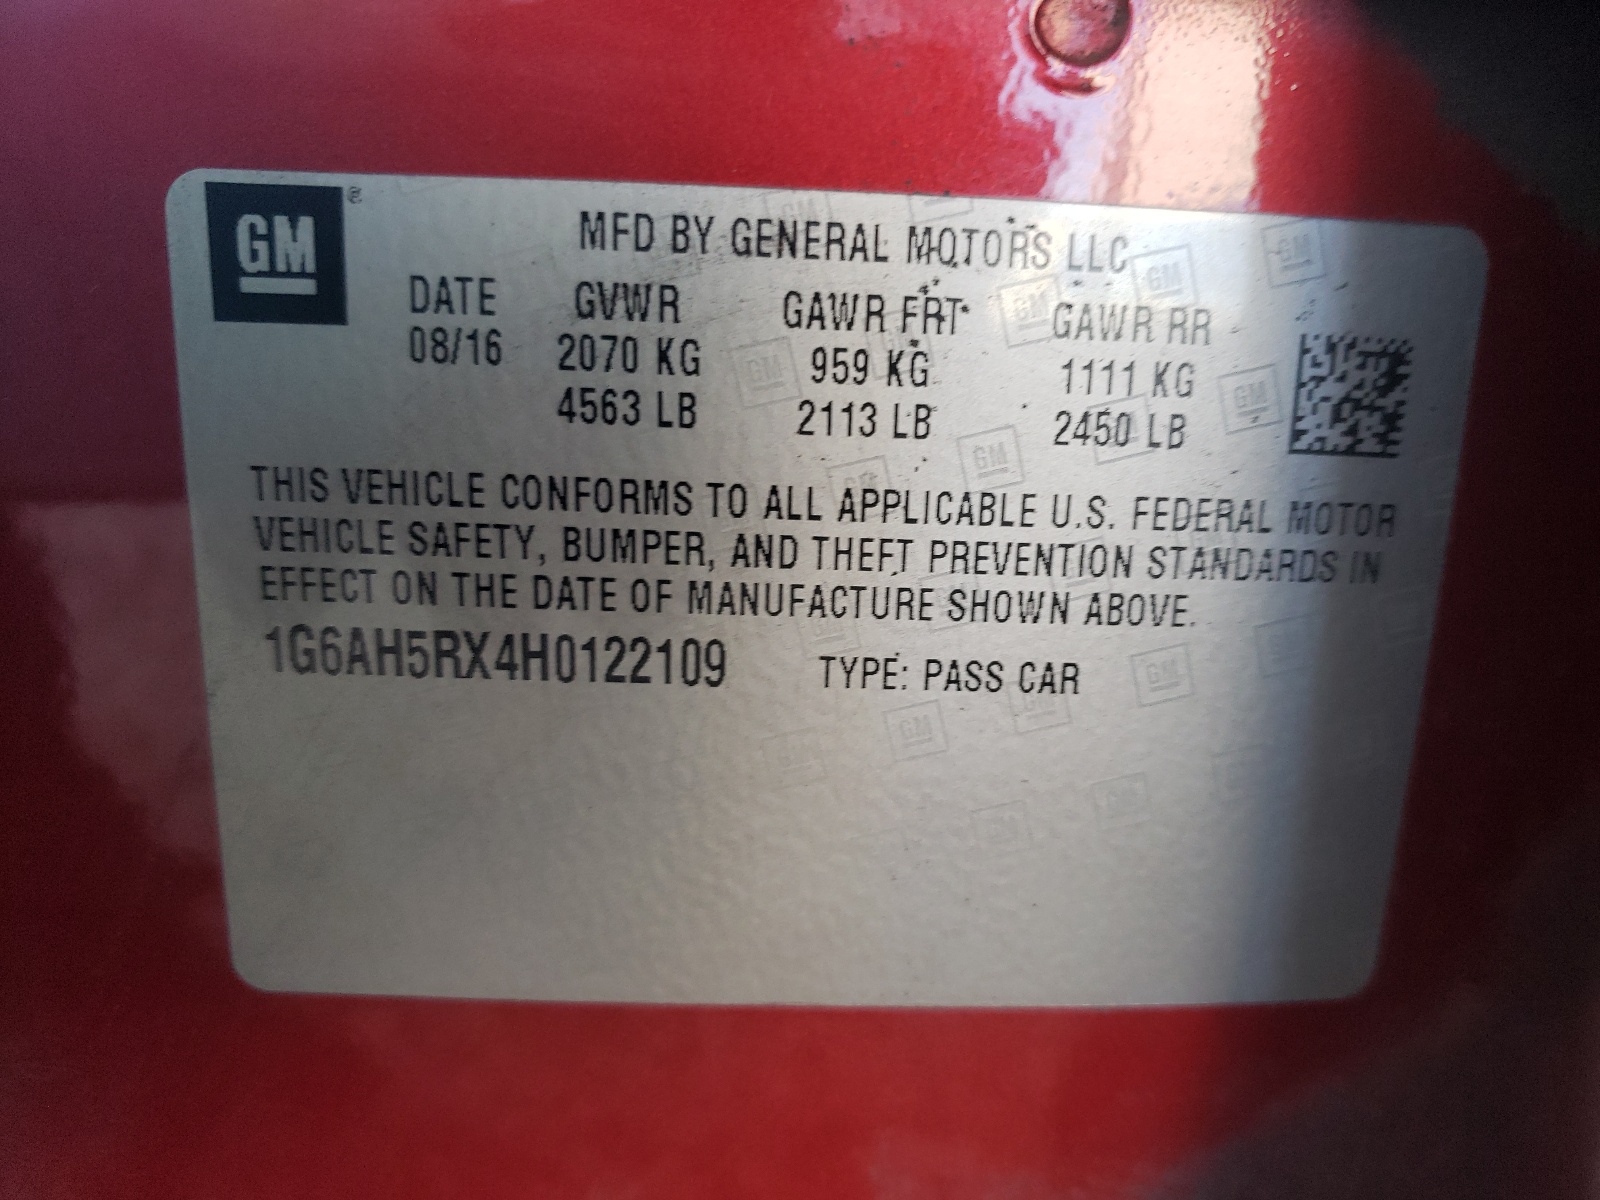 GM ®
MFD BY GENERAL MOTORS LLC
DATE GVWR GAWR FRT GAWR RR
08/16 2070 KG 959 KG 1111 KG
4563 LB 2113 LB 2450 LB
THIS VEHICLE CONFORMS TO ALL APPLICABLE U.S. FEDERAL MOTOR
VEHICLE SAFETY, BUMPER, AND THEFT PREVENTION STANDARDS IN
EFFECT ON THE DATE OF MANUFACTURE SHOWN ABOVE.
1G6AH5RX4H0122109 TYPE: PASS CAR